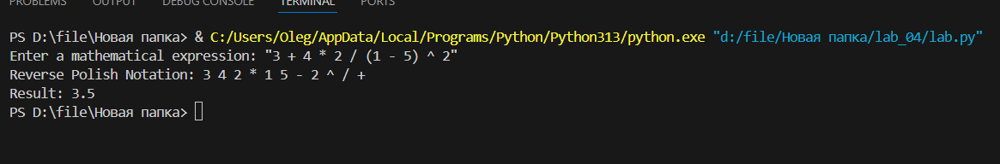 PROBLEMS OUTPUT DEBUG CONSOLE TERMINAL PORTS
PS D:\file\Новая папка> & C:/Users/Oleg/AppData/Local/Programs/Python/Python313/python.exe "d:/file/Новая папка/lab_04/lab.py"
Enter a mathematical expression: "3 + 4 * 2 / (1 - 5) ^ 2"
Reverse Polish Notation: 3 4 2 * 1 5 - 2 ^ / +
Result: 3.5
PS D:\file\Новая папка>